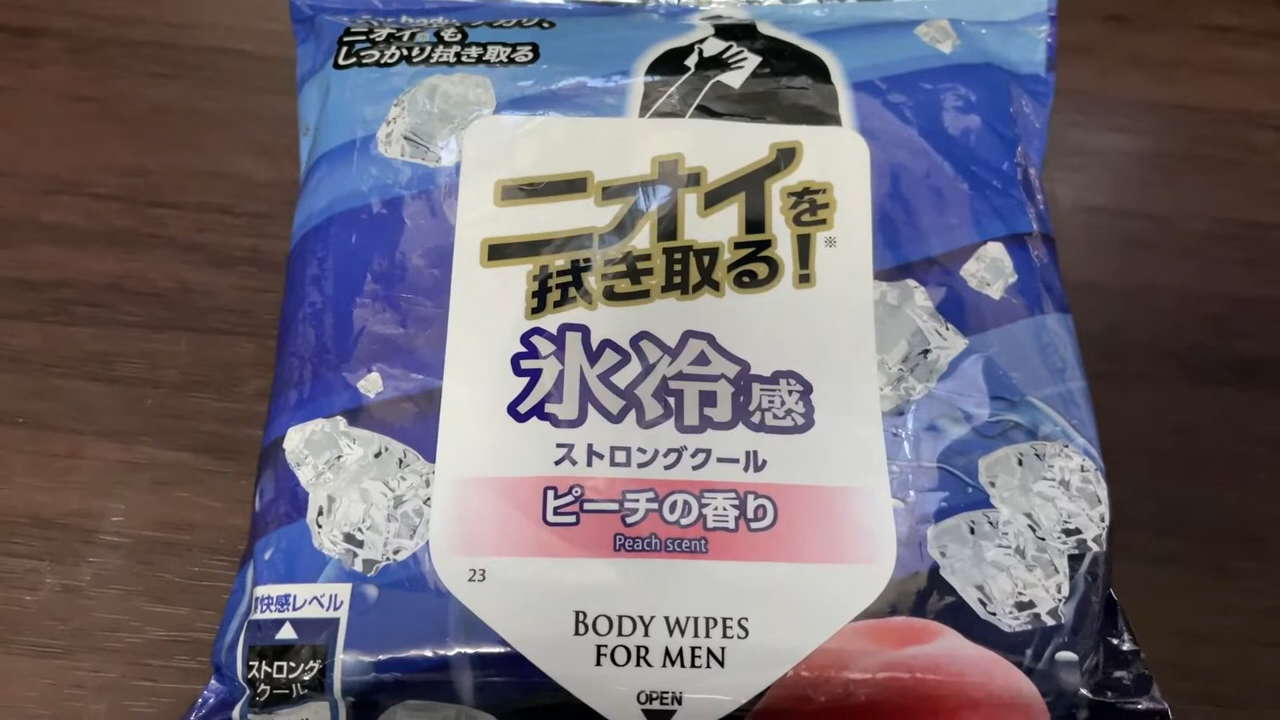 ニオイ※も
しっかり拭き取る
ニオイを
拭き取る!※
氷冷感
ストロングクール
ピーチの香り
Peach scent
23
快感レベル
ストロング
クール
BODY WIPES
FOR MEN
OPEN